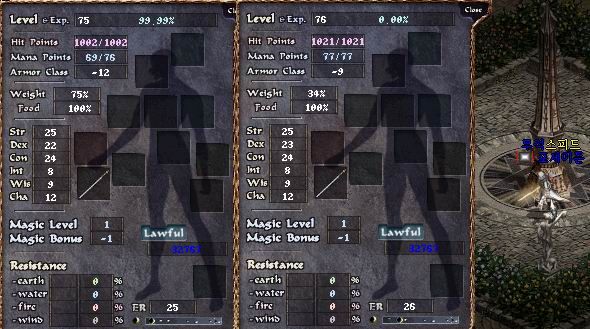 Level & Exp. 75 99.99%
Hit Points 1002/1002
Mana Points 69/76
Armor Class -12
Weight 75%
Food 100%
Str 25
Dex 22
Con 24
Int 8
Wis 9
Cha 12
Magic Level 1
Magic Bonus -1
Resistance
-earth 0 %
-water 0 %
-fire 0 %
-wind 0 %
ER 25
Close
Level & Exp. 76 0.00%
Hit Points 1021/1021
Mana Points 77/77
Armor Class -9
Weight 34%
Food 100%
Str 25
Dex 23
Con 24
Int 8
Wis 9
Cha 12
Magic Level 1
Magic Bonus -1
Lawful
32767
Resistance
-earth 0 %
-water 0 %
-fire 0 %
-wind 0 %
ER 26
스피드